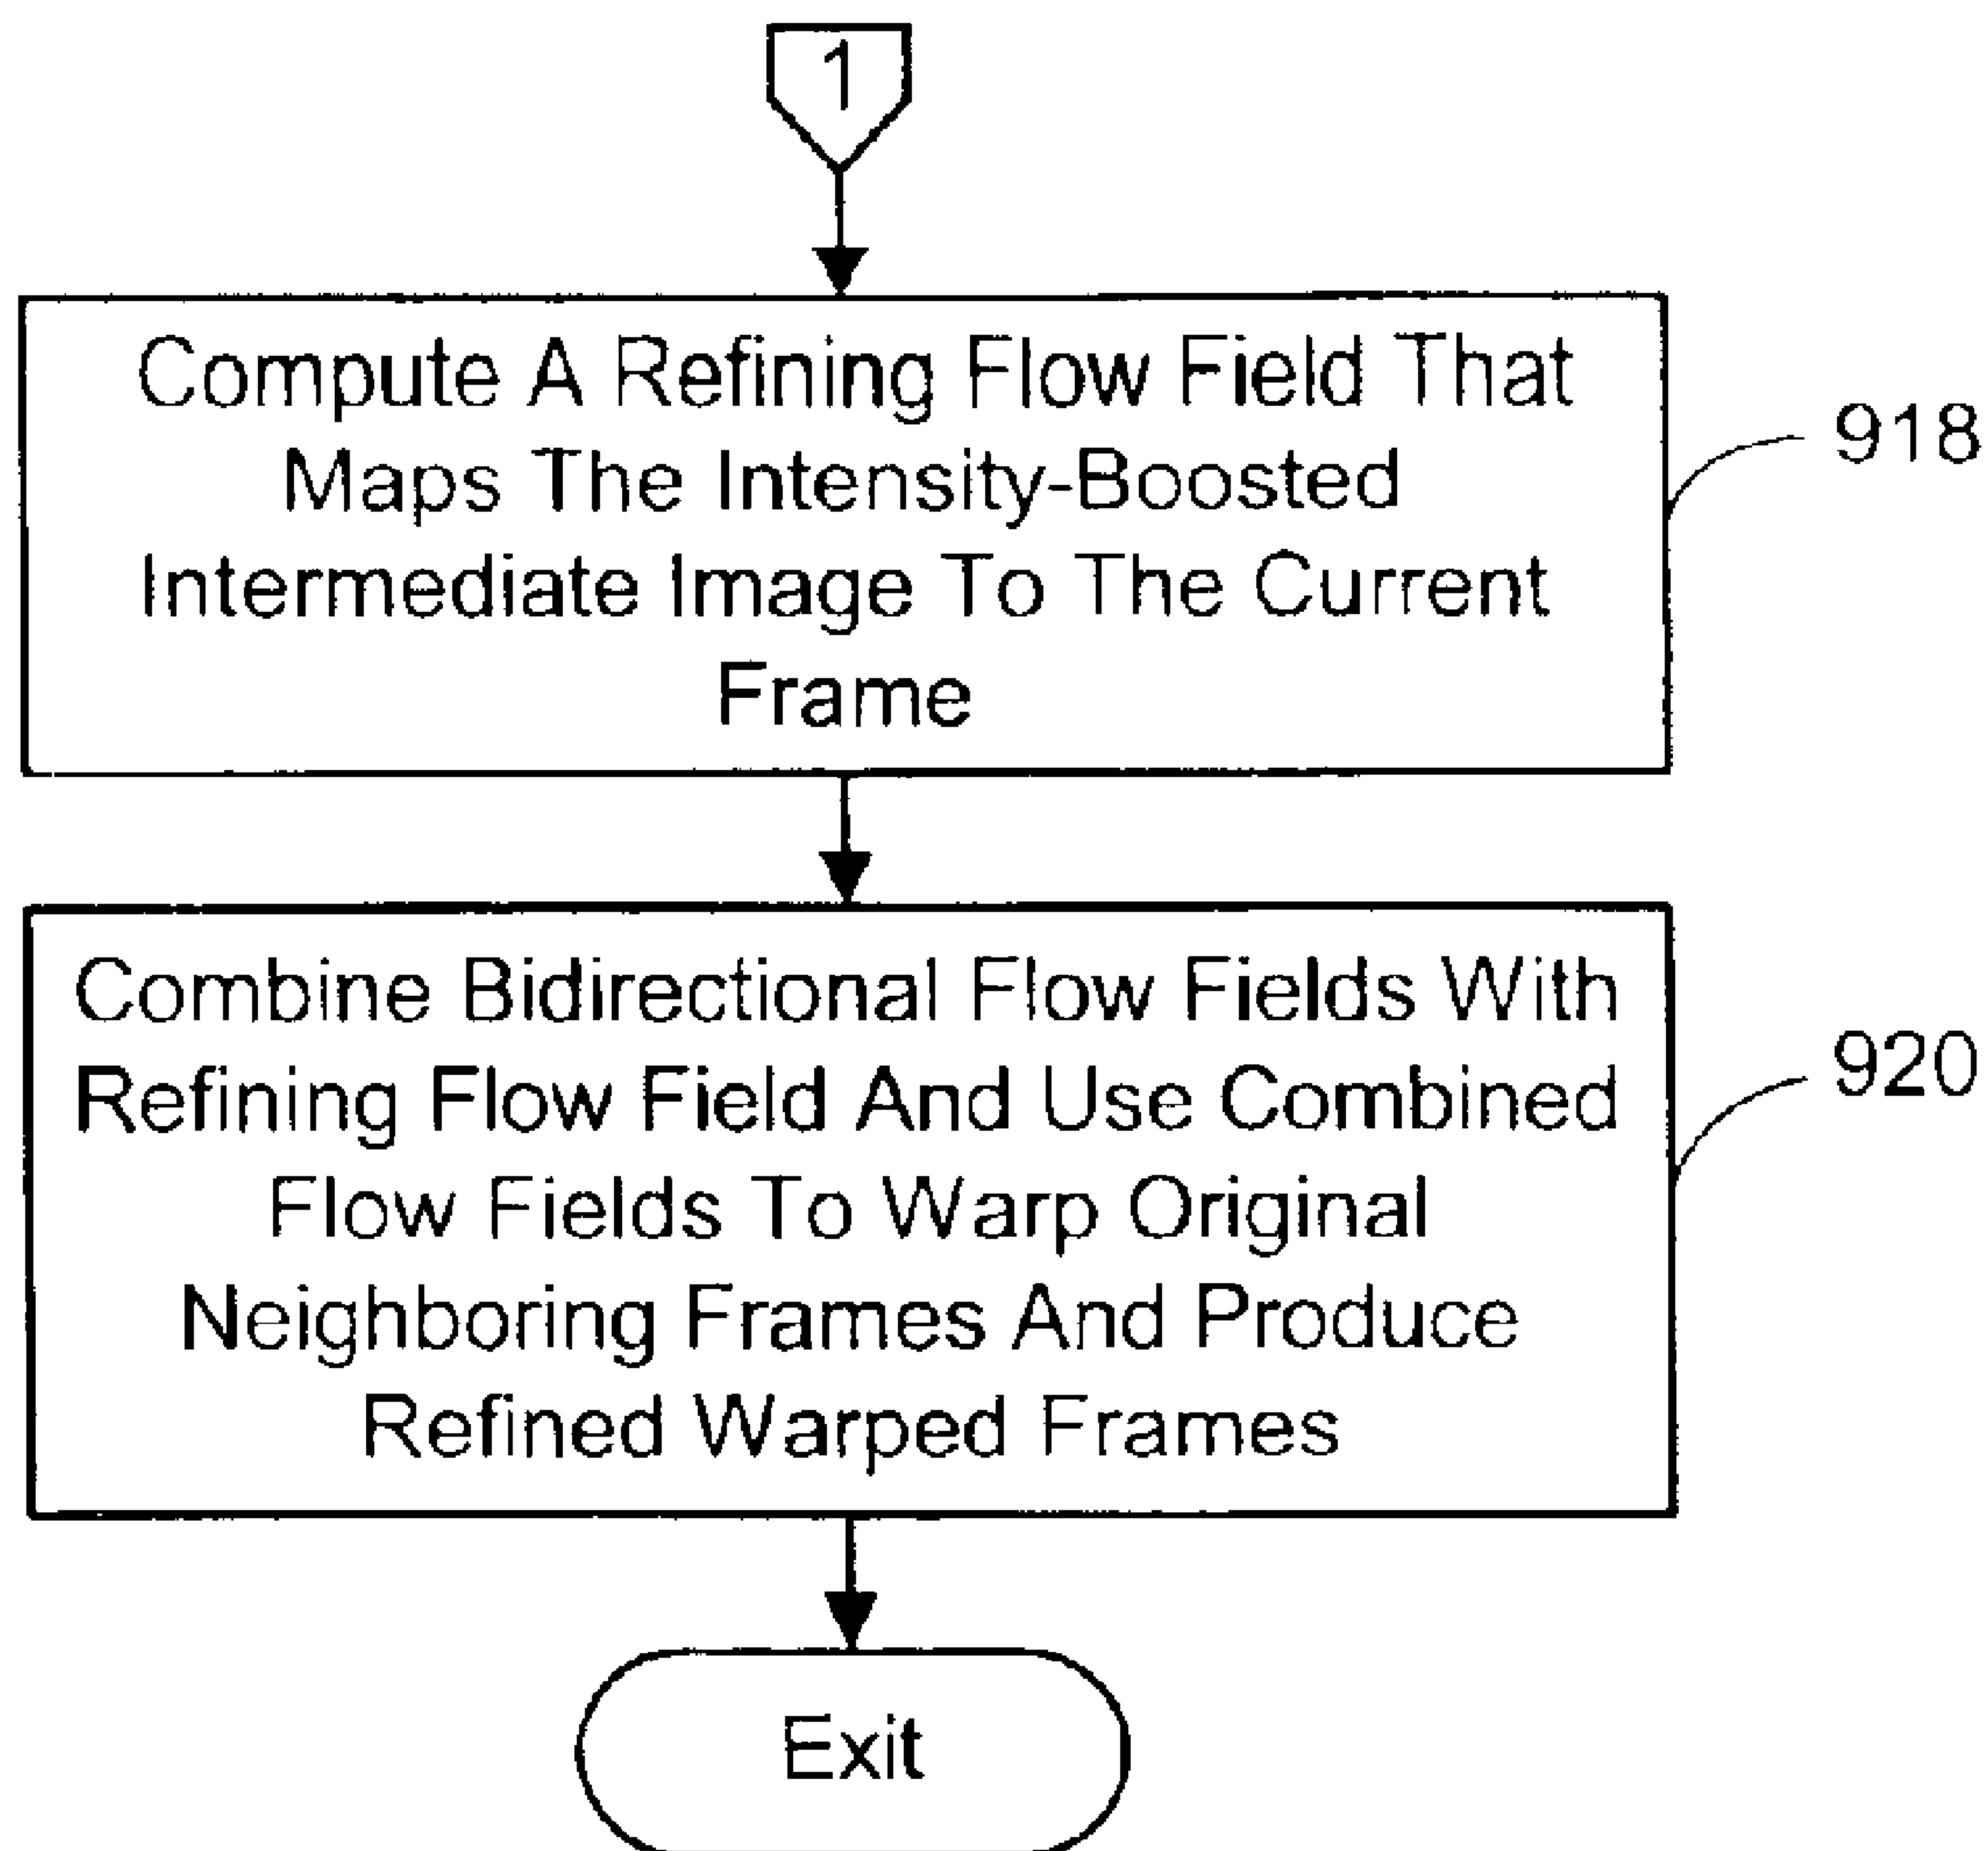 1
Compute A Refining Flow Field That
Maps The Intensity-Boosted
Intermediate Image To The Current
Frame
918
Combine Bidirectional Flow Fields With
Refining Flow Field And Use Combined
Flow Fields To Warp Original
Neighboring Frames And Produce
Refined Warped Frames
920
Exit